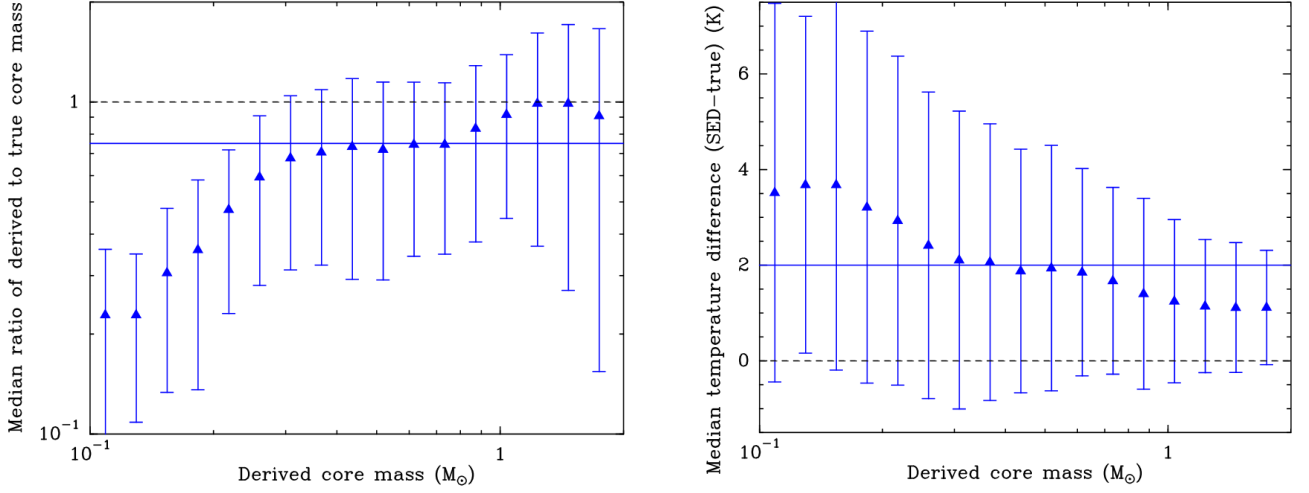 Median ratio of derived to true core mass
1
10⁻¹
10⁻¹
1
Derived core mass (M⊙)
Median temperature difference (SED−true) (K)
6
4
2
0
10⁻¹
1
Derived core mass (M⊙)